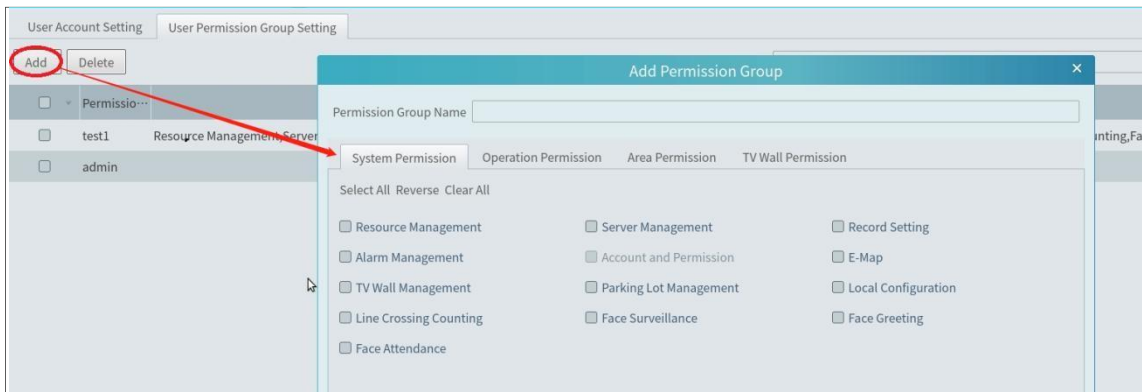 User Account Setting User Permission Group Setting
Add Delete
Add Permission Group ×
Permissio···
Permission Group Name
test1 Resource Management,Server unting,Fa
System Permission Operation Permission Area Permission TV Wall Permission
admin
Select All Reverse Clear All
Resource Management Server Management Record Setting
Alarm Management Account and Permission E-Map
TV Wall Management Parking Lot Management Local Configuration
Line Crossing Counting Face Surveillance Face Greeting
Face Attendance